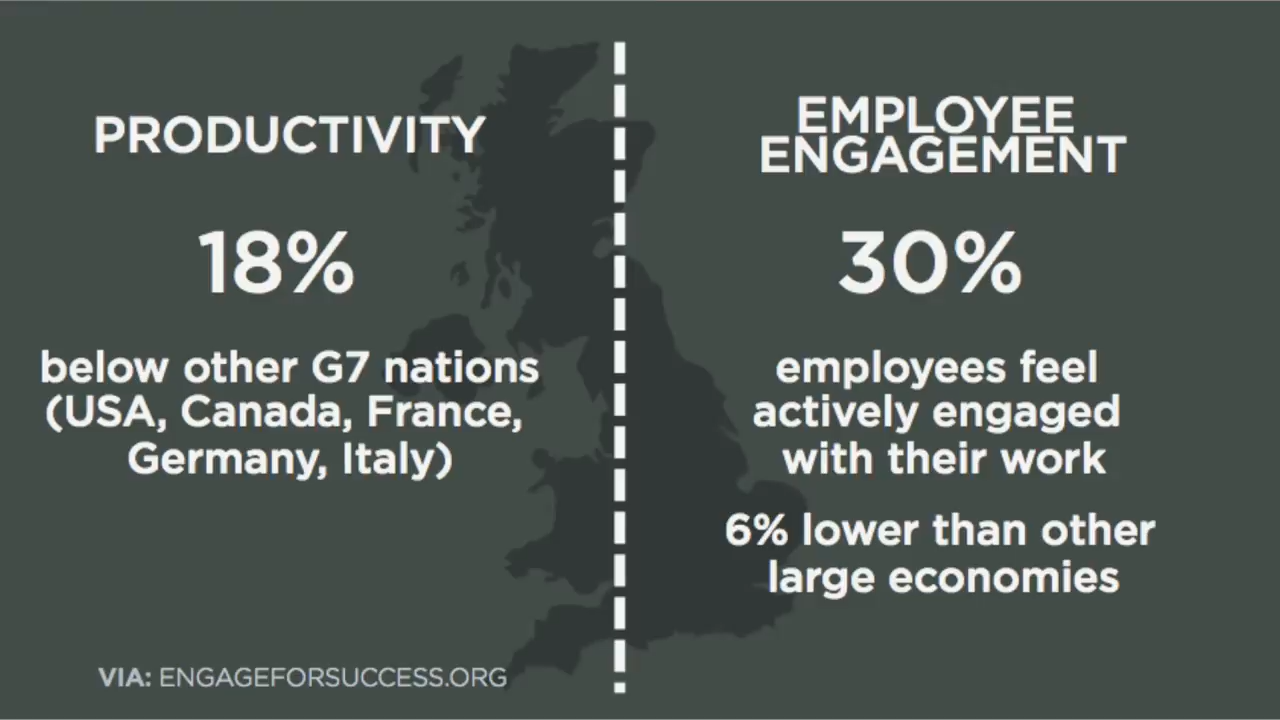 PRODUCTIVITY
18%
below other G7 nations
(USA, Canada, France,
Germany, Italy)
EMPLOYEE
ENGAGEMENT
30%
employees feel
actively engaged
with their work
6% lower than other
large economies
VIA: ENGAGEFORSUCCESS.ORG